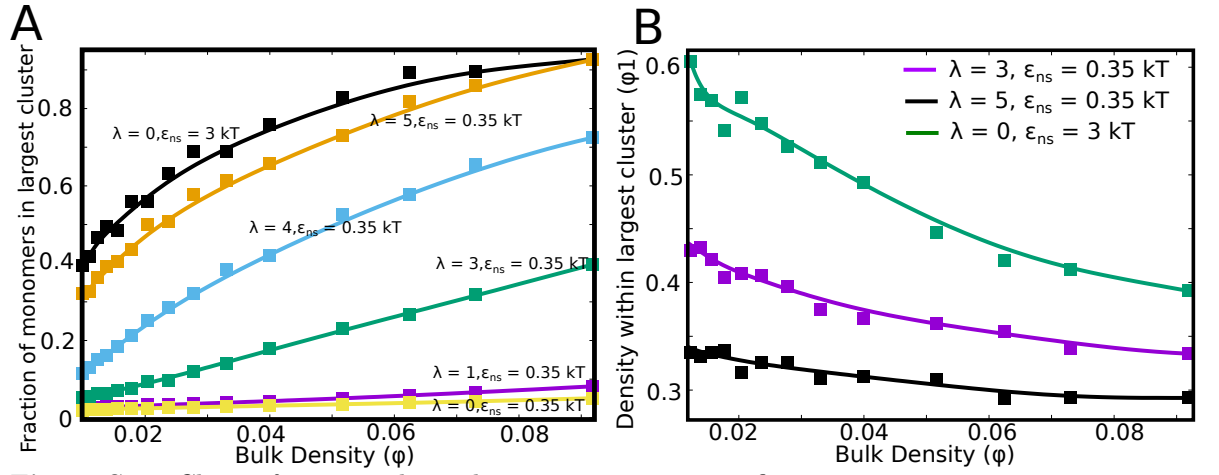 A
Fraction of monomers in largest cluster
0.8
0.6
0.4
0.2
0
λ = 0,εns = 3 kT
λ = 5,εns = 0.35 kT
λ = 4,εns = 0.35 kT
λ = 3,εns = 0.35 kT
λ = 1,εns = 0.35 kT
λ = 0,εns = 0.35 kT
0.02 0.04 0.06 0.08
Bulk Density (φ)
B
Density within largest cluster (φ1)
0.6
0.5
0.4
0.3
λ = 3, εns = 0.35 kT
λ = 5, εns = 0.35 kT
λ = 0, εns = 3 kT
0.02 0.04 0.06 0.08
Bulk Density (φ)